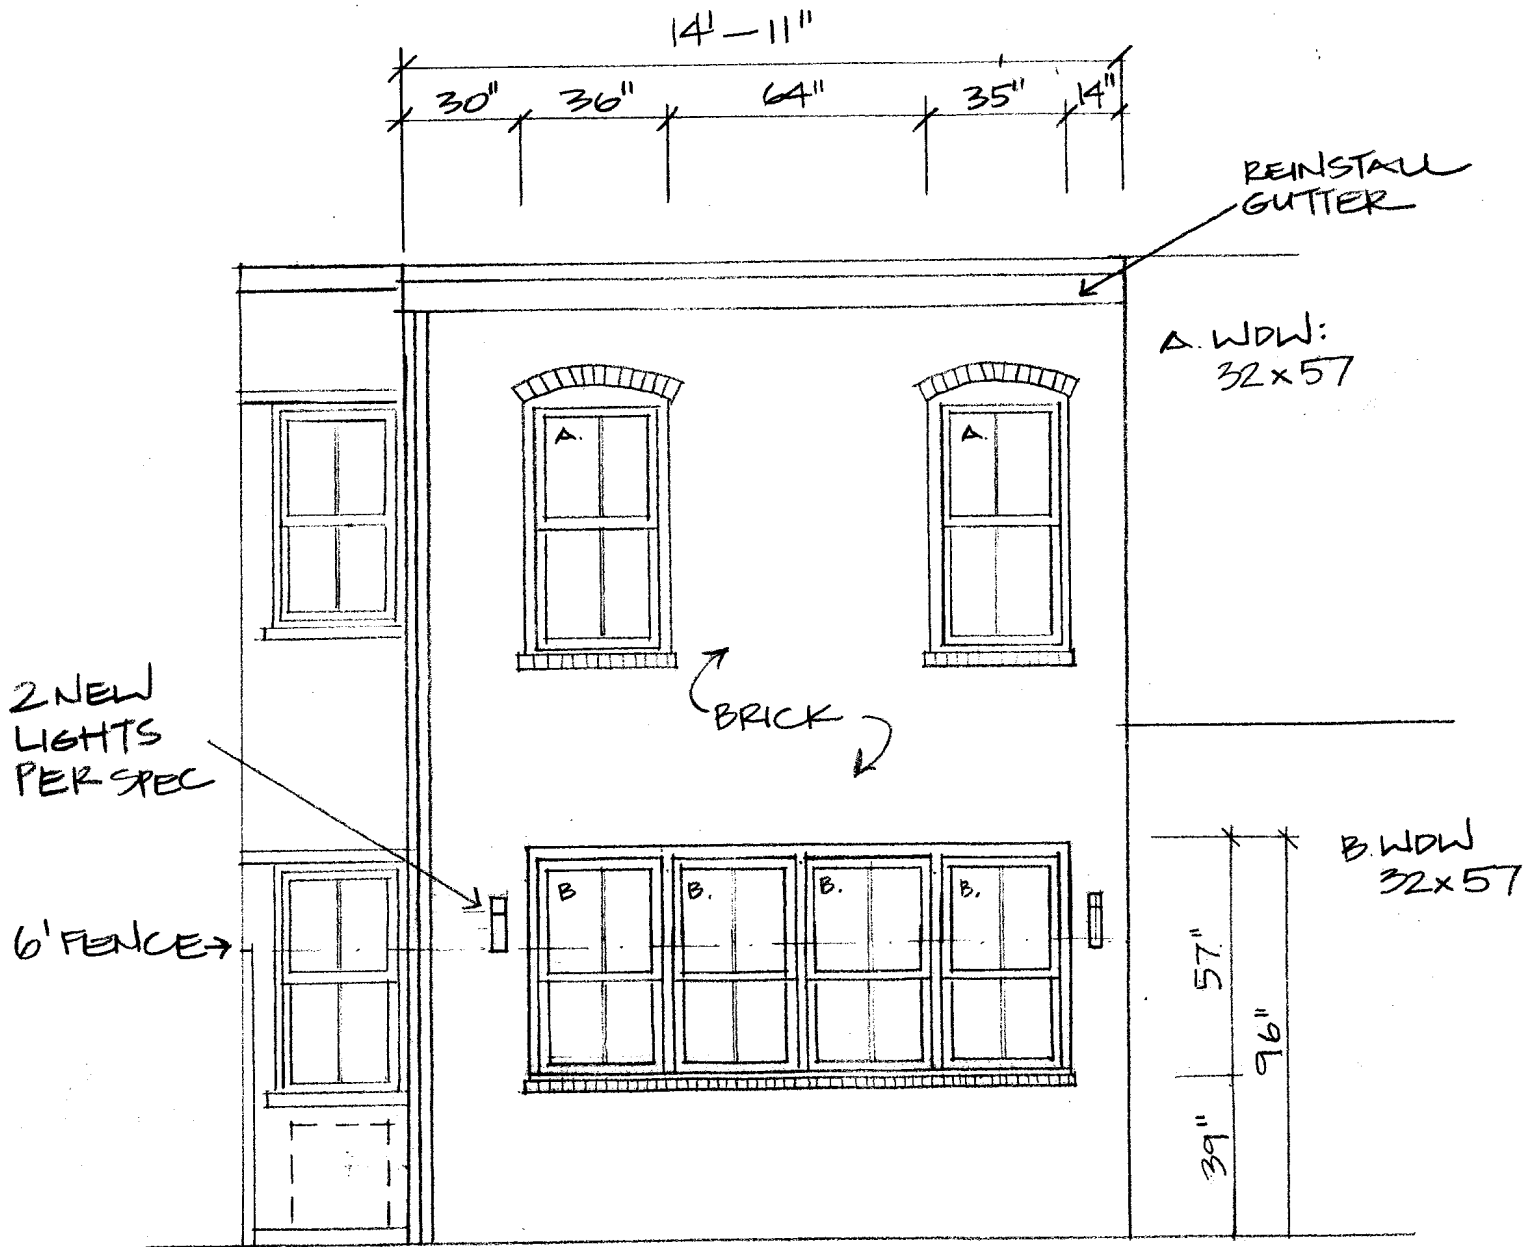 14'-11"
30" 36" 64" 35" 14"
REINSTALL
GUTTER
A. WDW:
32x57
A. A.
2 NEW
LIGHTS
PER SPEC
BRICK
B. WDW
32x57
B B. B. B.
6' FENCE
57"
96"
39"